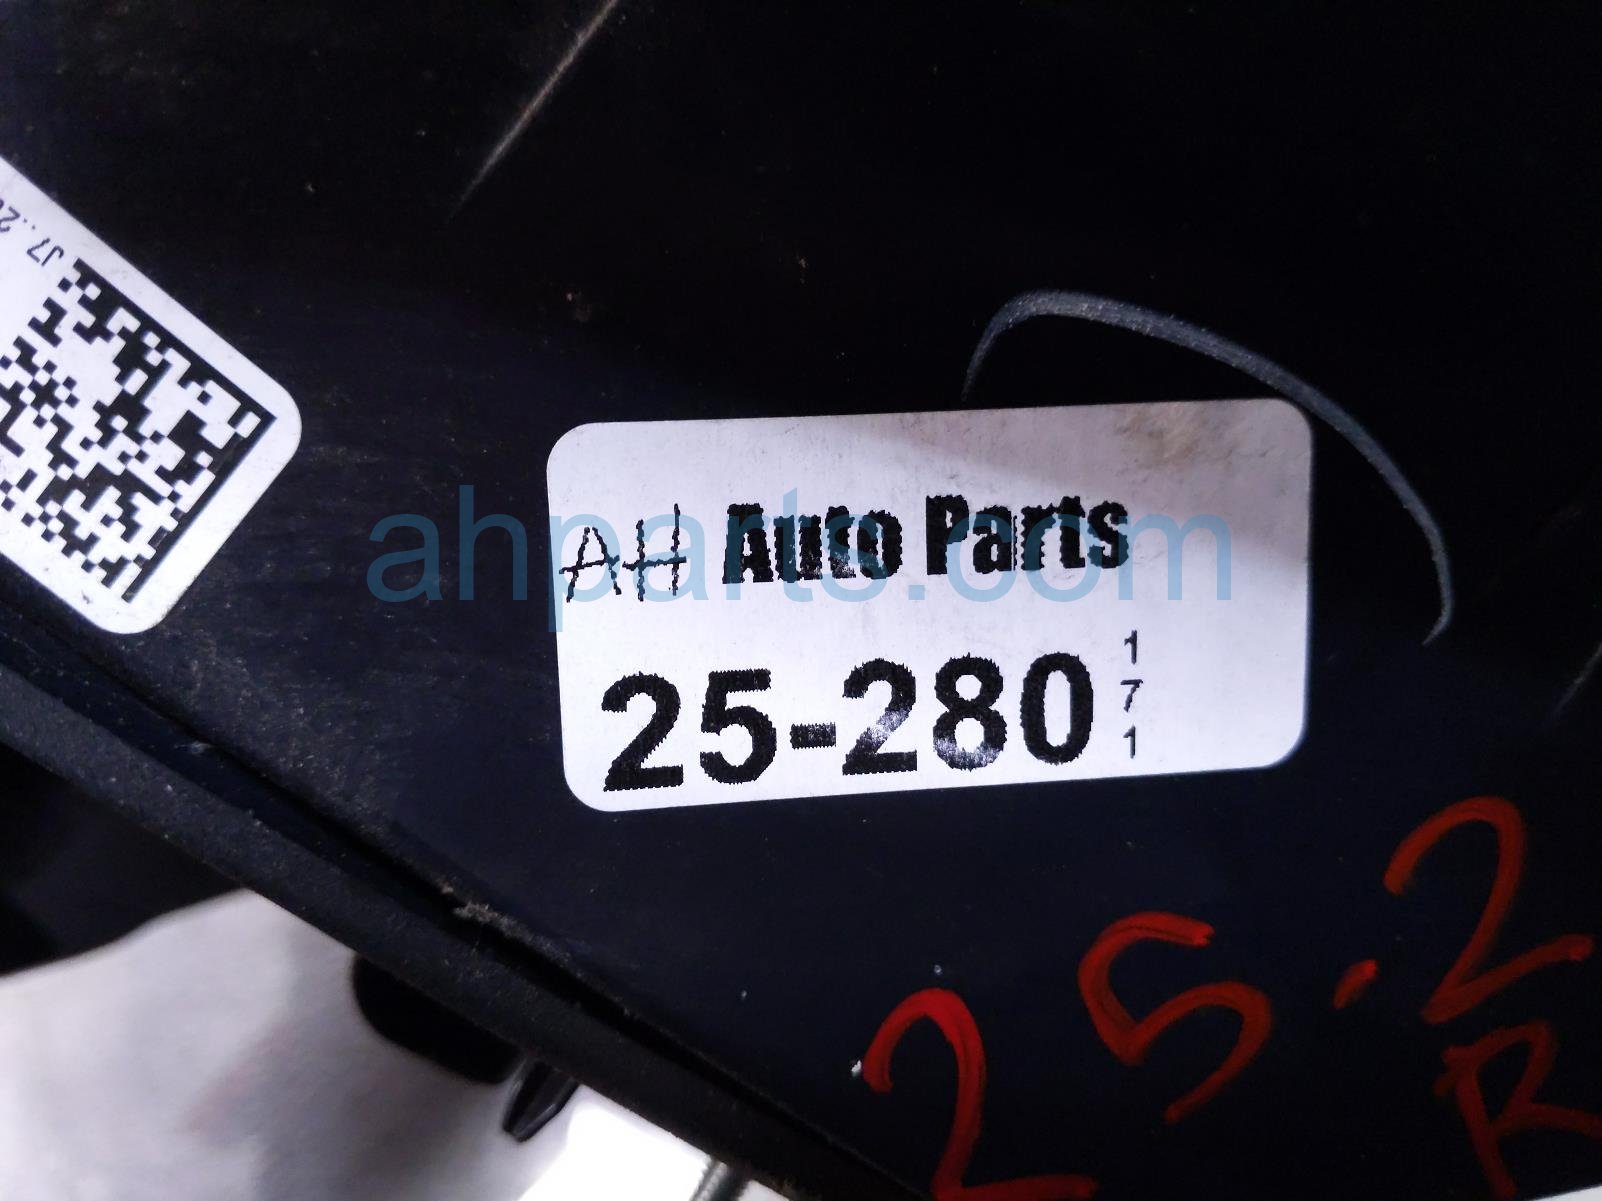 J7..2
AH Auto Parts
25-280
1
7
1
ahparts.com
25-2
R